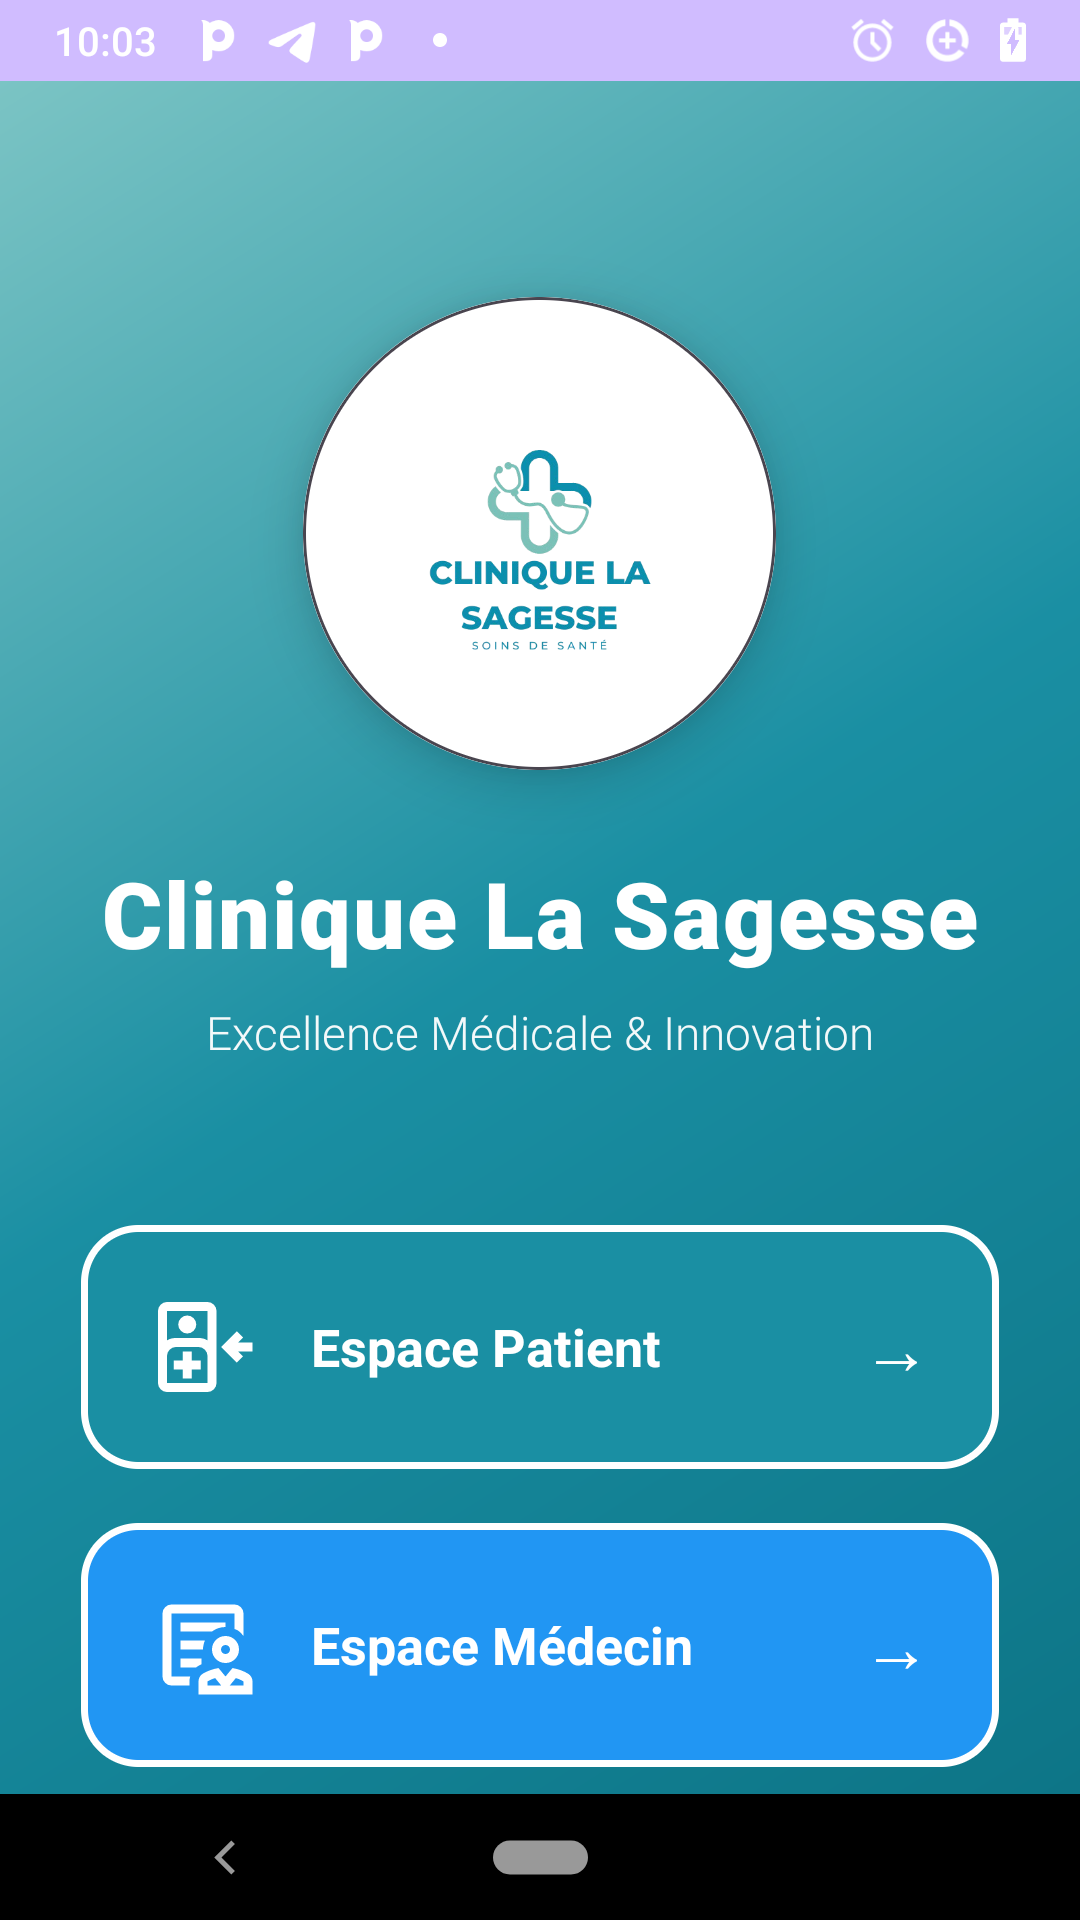 10:03
CLINIQUE LA
SAGESSE
SOINS DE SANTÉ
Clinique La Sagesse
Excellence Médicale & Innovation
Espace Patient →
Espace Médecin →